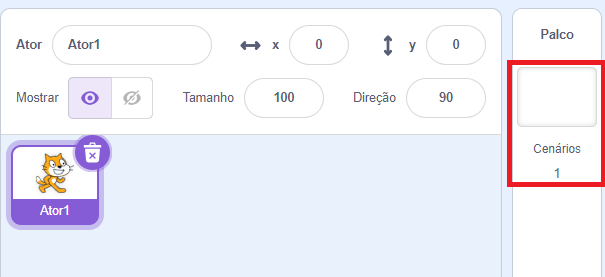 Ator Ator1 x 0 y 0
Mostrar Tamanho 100 Direção 90
Ator1
Palco
Cenários
1